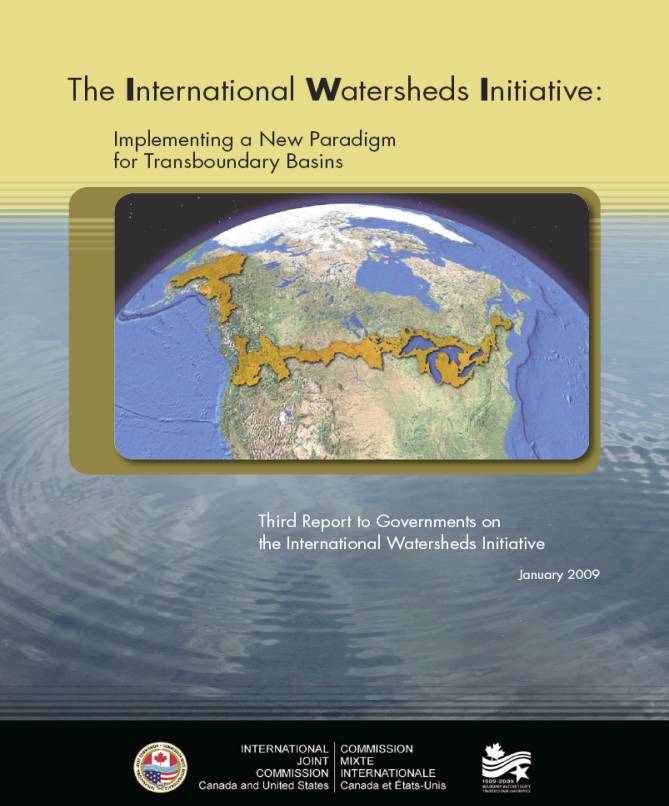 The International Watersheds Initiative:
Implementing a New Paradigm
for Transboundary Basins
Third Report to Governments on
the International Watersheds Initiative
January 2009
INTERNATIONAL
JOINT
COMMISSION
Canada and United States
COMMISSION
MIXTE
INTERNATIONALE
Canada et États-Unis
1909-2009